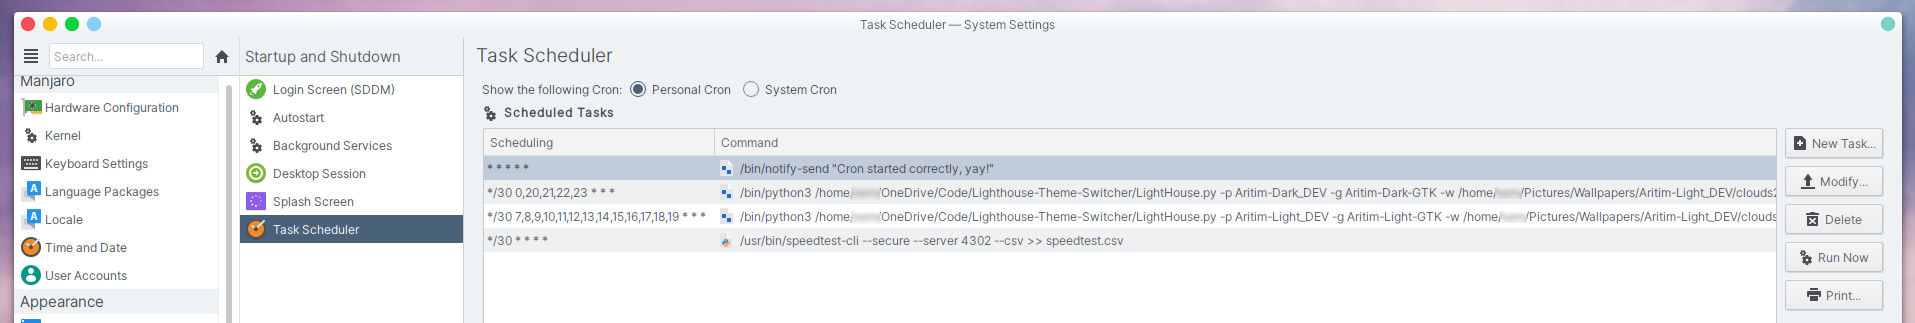 Task Scheduler — System Settings
Search...
Manjaro
Hardware Configuration
Kernel
Keyboard Settings
Language Packages
Locale
Time and Date
User Accounts
Appearance
Startup and Shutdown
Login Screen (SDDM)
Autostart
Background Services
Desktop Session
Splash Screen
Task Scheduler
Task Scheduler
Show the following Cron: Personal Cron System Cron
Scheduled Tasks
Scheduling Command
* * * * * /bin/notify-send "Cron started correctly, yay!"
*/30 0,20,21,22,23 * * * /bin/python3 /home/ /OneDrive/Code/Lighthouse-Theme-Switcher/LightHouse.py -p Aritim-Dark_DEV -g Aritim-Dark-GTK -w /home/ /Pictures/Wallpapers/Aritim-Light_DEV/clouds2
*/30 7,8,9,10,11,12,13,14,15,16,17,18,19 * * * /bin/python3 /home/ /OneDrive/Code/Lighthouse-Theme-Switcher/LightHouse.py -p Aritim-Light_DEV -g Aritim-Light-GTK -w /home/ /Pictures/Wallpapers/Aritim-Light_DEV/clouds
*/30 * * * * /usr/bin/speedtest-cli --secure --server 4302 --csv >> speedtest.csv
New Task...
Modify...
Delete
Run Now
Print...